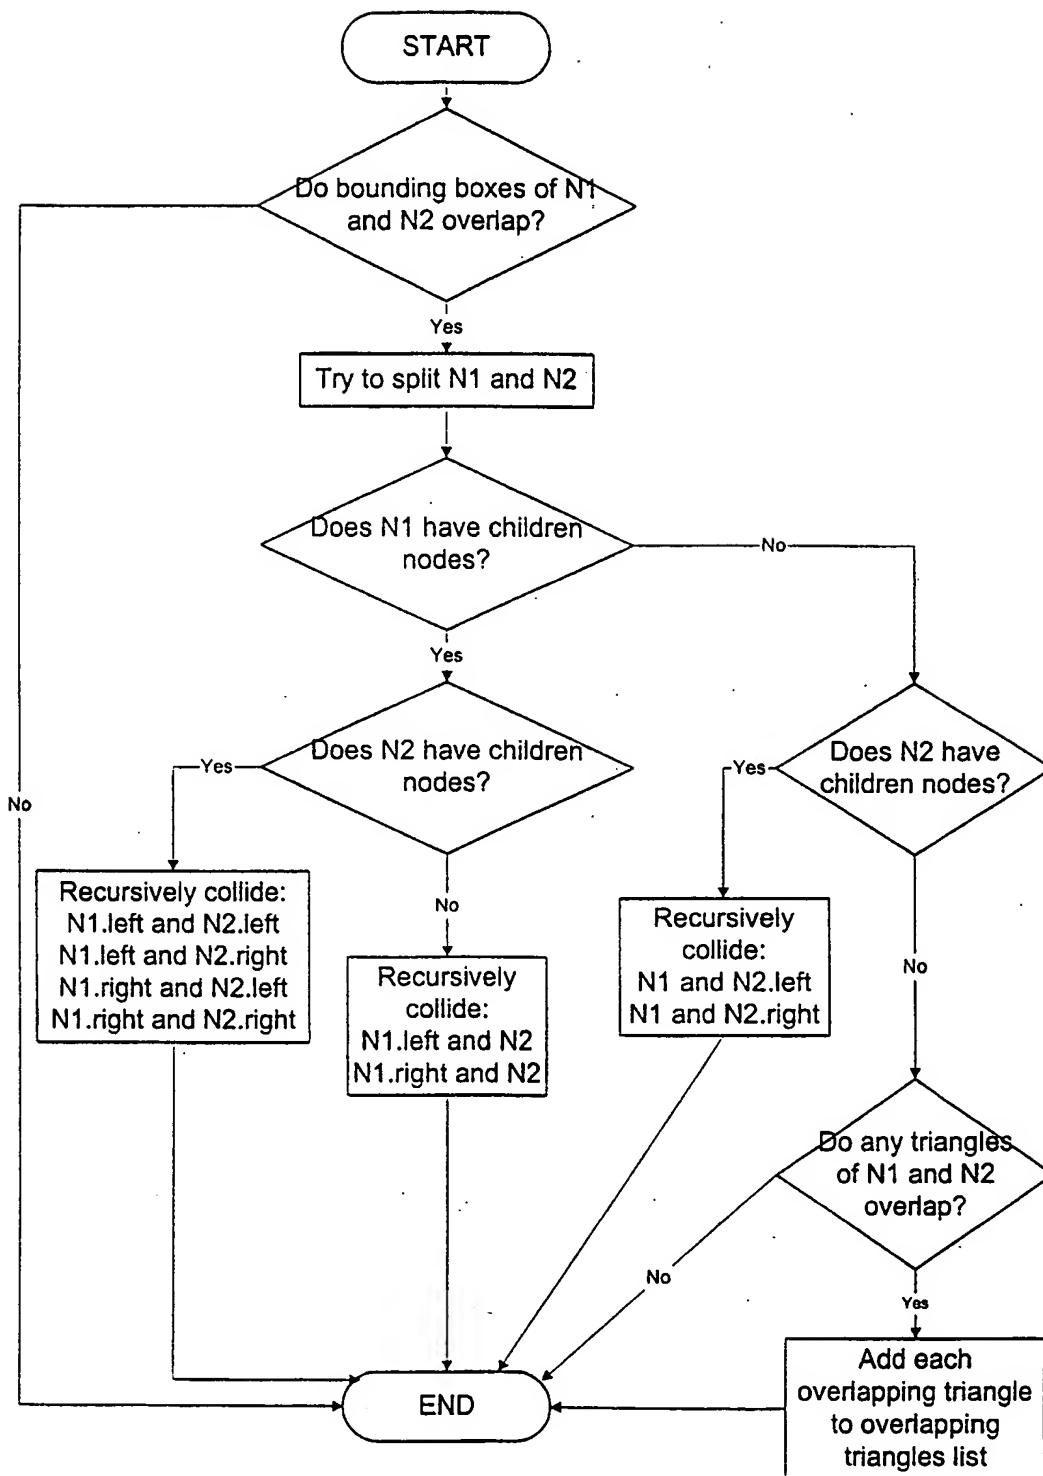 START
Do bounding boxes of N1
and N2 overlap?
Yes
Try to split N1 and N2
Does N1 have children
nodes?
No
Yes
Does N2 have children
nodes?
Yes
Does N2 have
children nodes?
Yes
No
Recursively collide:
N1.left and N2.left
N1.left and N2.right
N1.right and N2.left
N1.right and N2.right
No
Recursively
collide:
N1.left and N2
N1.right and N2
Recursively
collide:
N1 and N2.left
N1 and N2.right
No
Do any triangles
of N1 and N2
overlap?
No
Yes
Add each
overlapping triangle
to overlapping
triangles list
END